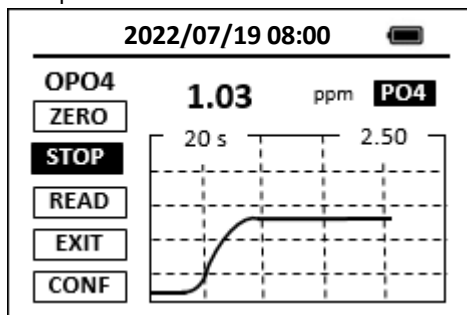 2022/07/19 08:00
OPO4
1.03 ppm PO4
ZERO
20 s 2.50
STOP
READ
EXIT
CONF